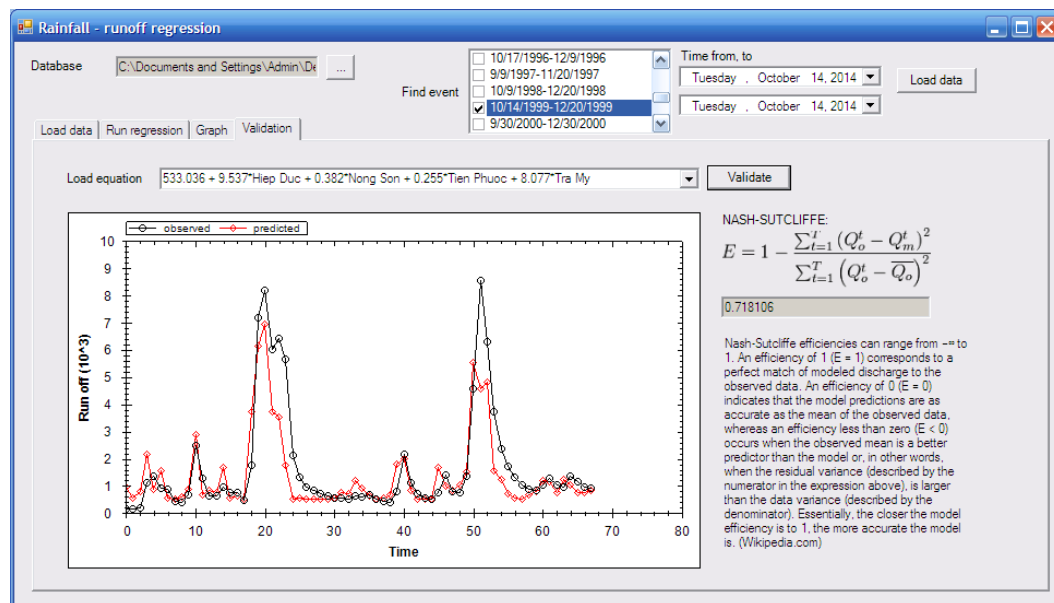 Rainfall - runoff regression
Database
C:\Documents and Settings\Admin\De
...
Find event
10/17/1996-12/9/1996
9/9/1997-11/20/1997
10/9/1998-12/20/1998
10/14/1999-12/20/1999
9/30/2000-12/30/2000
Time from, to
Tuesday , October 14, 2014
Tuesday , October 14, 2014
Load data
Load data
Run regression
Graph
Validation
Load equation
533.036 + 9.537*Hiep Duc + 0.382*Nong Son + 0.255*Tien Phuoc + 8.077*Tra My
Validate
observed predicted
10
9
8
7
6
5
4
3
2
1
0
Run off (10^3)
0 10 20 30 40 50 60 70 80
Time
NASH-SUTCLIFFE:
E = 1 - \frac{\sum_{t=1}^{T} (Q_o^t - Q_m^t)^2}{\sum_{t=1}^{T} (Q_o^t - \overline{Q_o})^2}
0.718106
Nash-Sutcliffe efficiencies can range from -∞ to
1. An efficiency of 1 (E = 1) corresponds to a
perfect match of modeled discharge to the
observed data. An efficiency of 0 (E = 0)
indicates that the model predictions are as
accurate as the mean of the observed data,
whereas an efficiency less than zero (E < 0)
occurs when the observed mean is a better
predictor than the model or, in other words,
when the residual variance (described by the
numerator in the expression above), is larger
than the data variance (described by the
denominator). Essentially, the closer the model
efficiency is to 1, the more accurate the model
is. (Wikipedia.com)